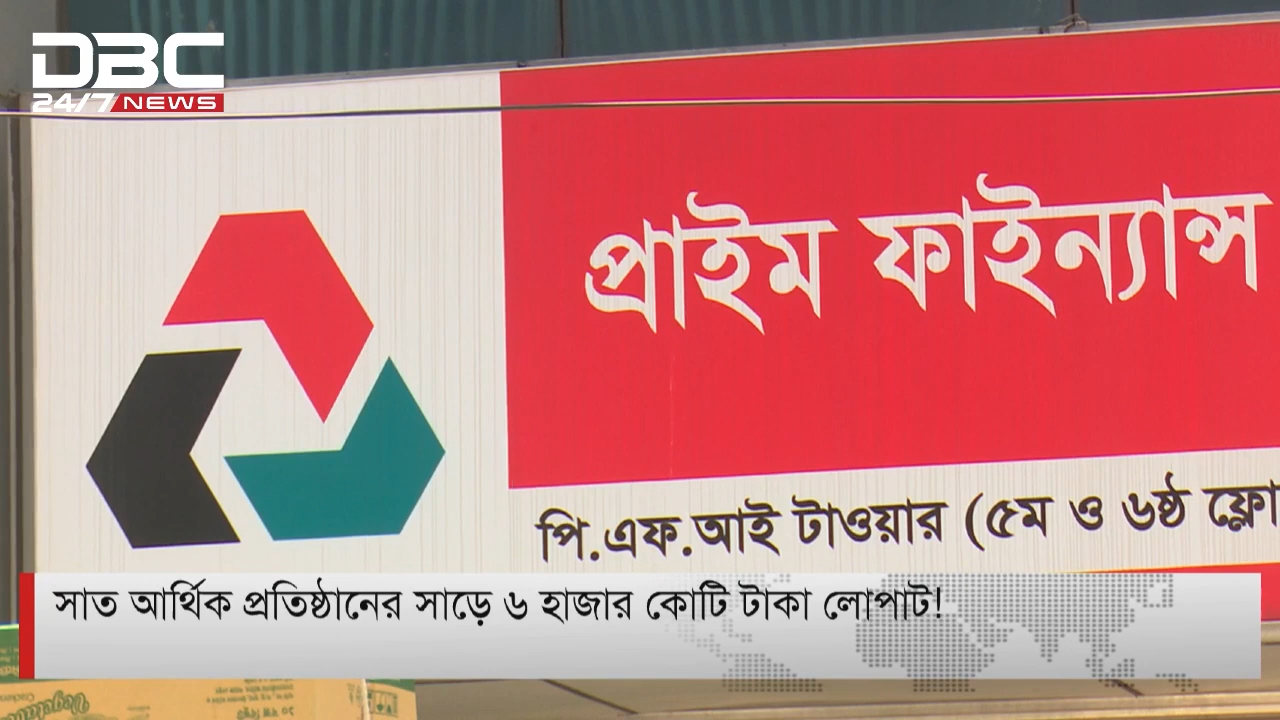 DBC
24/7 NEWS
প্রাইম ফাইন্যান্স
পি.এফ.আই টাওয়ার (৫ম ও ৬ষ্ঠ ফ্লো
সাত আর্থিক প্রতিষ্ঠানের সাড়ে ৬ হাজার কোটি টাকা লোপাট!